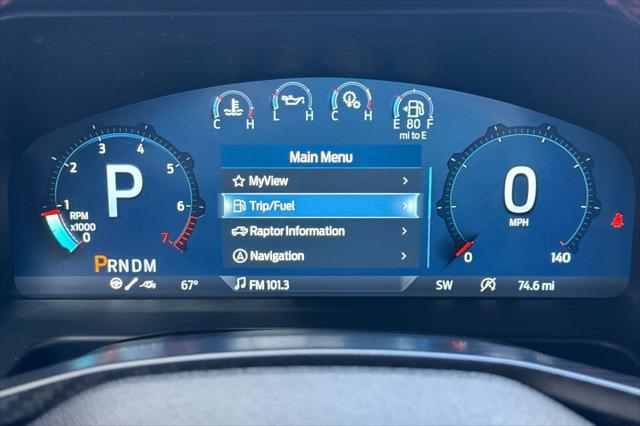 C H L H C H E 80 F
mi to E
Main Menu
MyView
Trip/Fuel
Raptor Information
Navigation
1 2 3 4 5 6 7 0
P
RPM
x1000
0
MPH
0 140
PRNDM
67°
FM 101.3
SW
74.6 mi